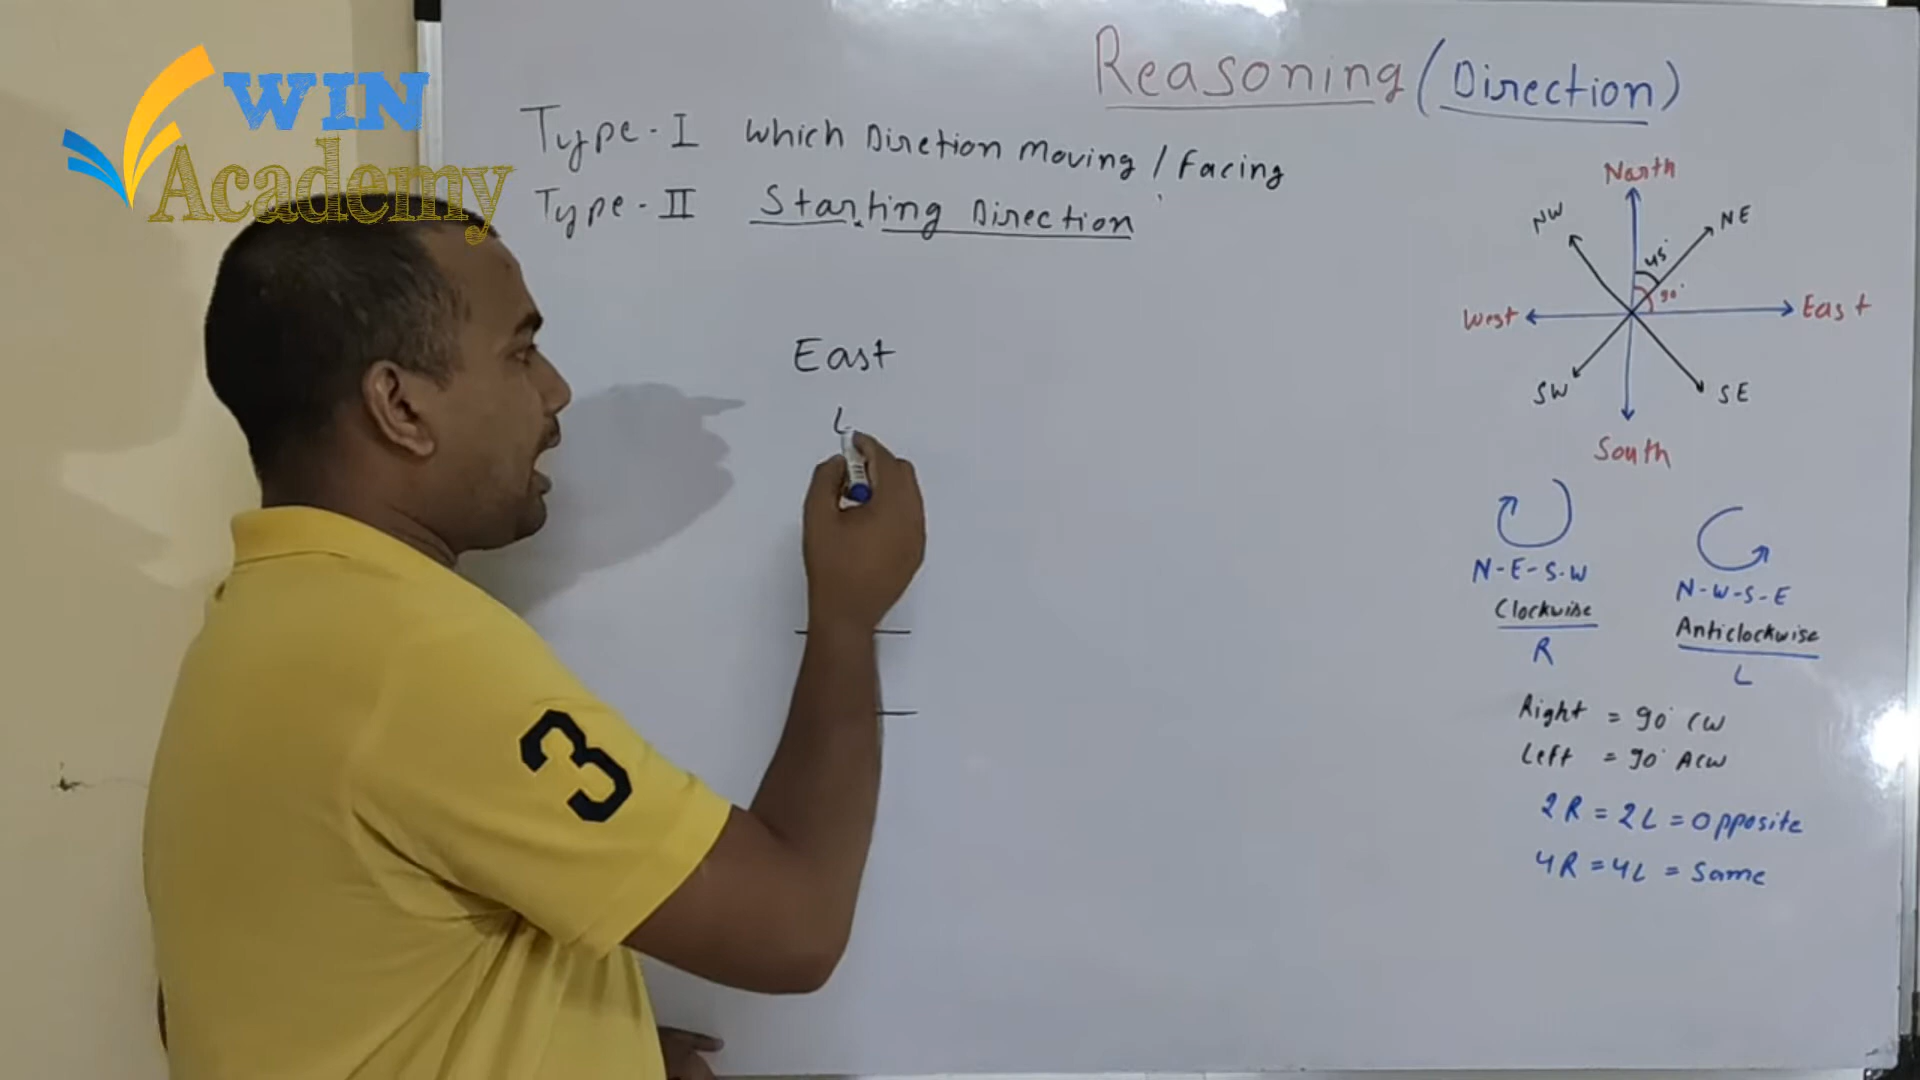 WIN
Academy
Reasoning (Direction)
Type-I Which Diretion Moving / Facing
Type-II Starting Direction
North
NW
NE
45°
90°
West
East
SW
SE
South
East
L
N-E-S-W
Clockwise
R
N-W-S-E
Anticlockwise
L
Right = 90° CW
Left = 90° ACW
2R = 2L = Opposite
4R = 4L = Same
3